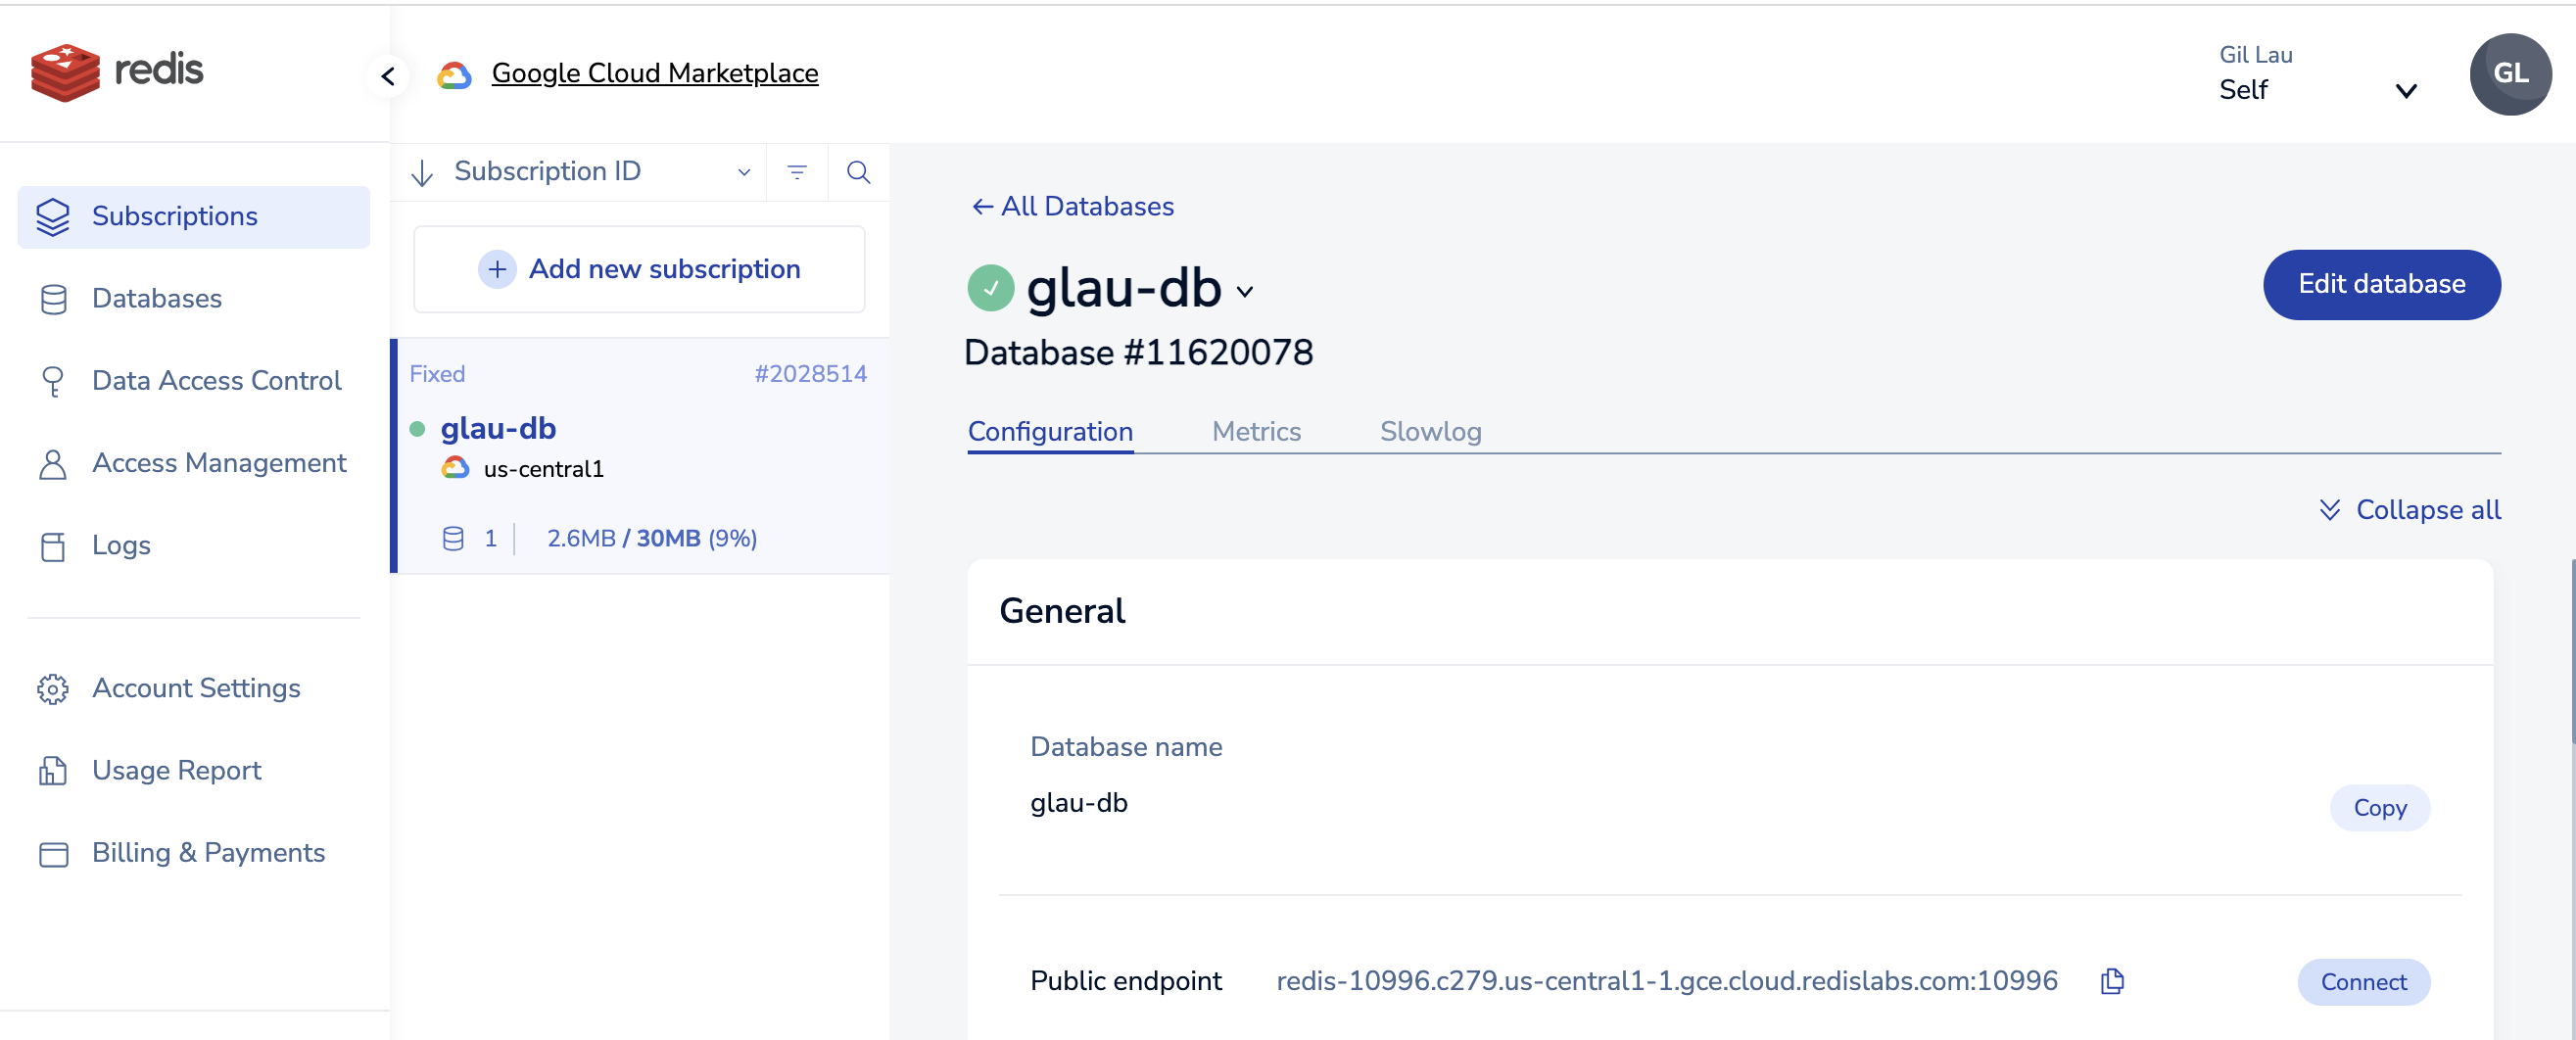 redis
Google Cloud Marketplace
Gil Lau
Self
GL
Subscriptions
Databases
Data Access Control
Access Management
Logs
Account Settings
Usage Report
Billing & Payments
Subscription ID
+ Add new subscription
Fixed #2028514
glau-db
us-central1
1 2.6MB / 30MB (9%)
← All Databases
glau-db
Edit database
Database #11620078
Configuration Metrics Slowlog
Collapse all
General
Database name
glau-db
Copy
Public endpoint redis-10996.c279.us-central1-1.gce.cloud.redislabs.com:10996 Connect